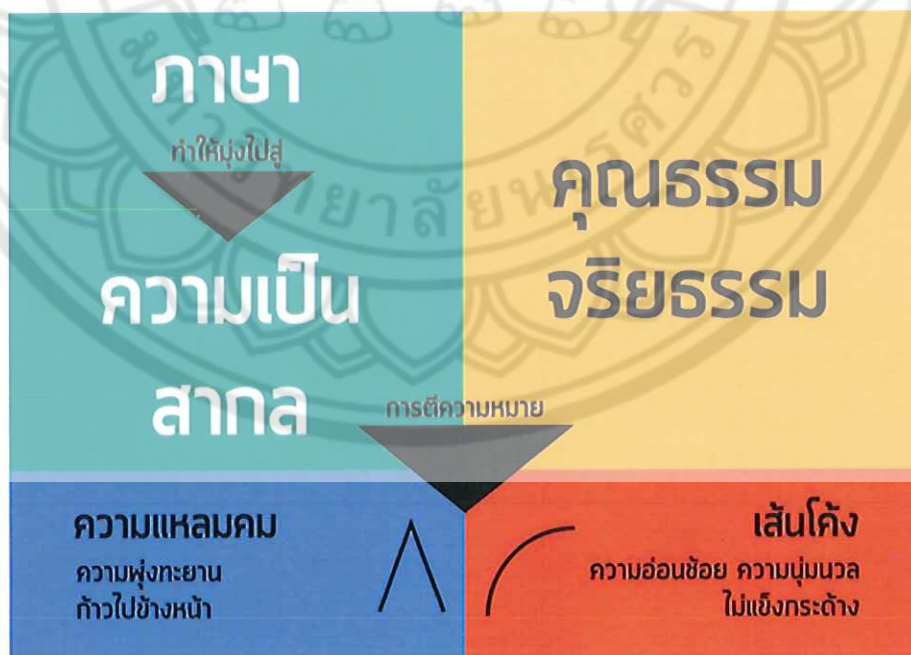 ภาษา
ทำให้มุ่งไปสู่
ความเป็น
สากล
คุณธรรม
จริยธรรม
การตีความหมาย
ความแหลมคม
ความพุ่งทะยาน
ก้าวไปข้างหน้า
เส้นโค้ง
ความอ่อนช้อย ความนุ่มนวล
ไม่แข็งกระด้าง